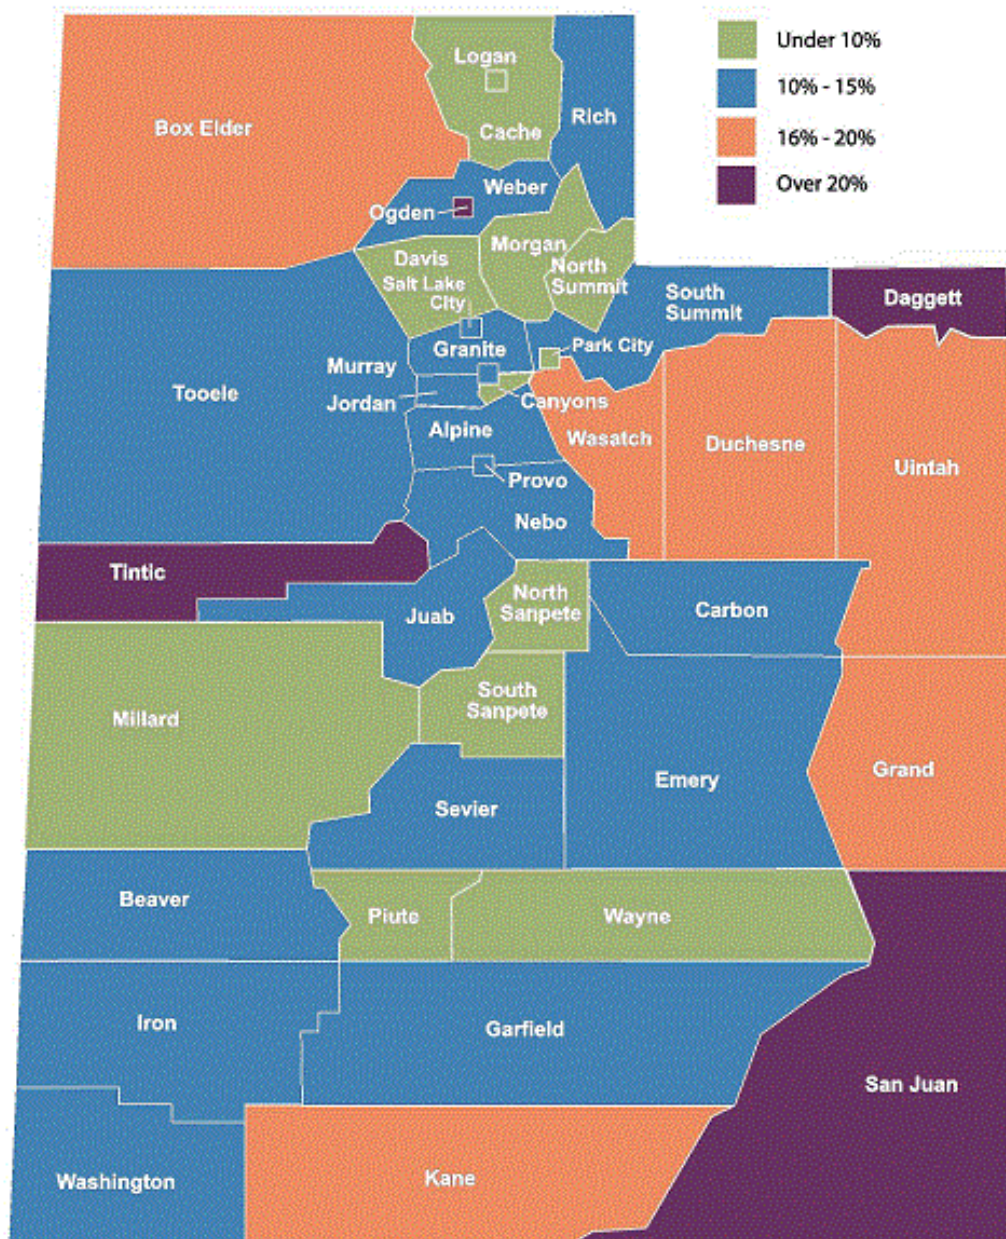 Under 10%
10% - 15%
16% - 20%
Over 20%
Logan
Cache
Rich
Box Elder
Weber
Ogden
Morgan
Davis
North
Summit
Salt Lake
City
South
Summit
Daggett
Granite
Park City
Murray
Jordan
Canyons
Tooele
Alpine
Wasatch
Duchesne
Uintah
Provo
Nebo
Tintic
North
Sanpete
Juab
Carbon
South
Sanpete
Millard
Emery
Grand
Sevier
Beaver
Piute
Wayne
Iron
Garfield
San Juan
Washington
Kane